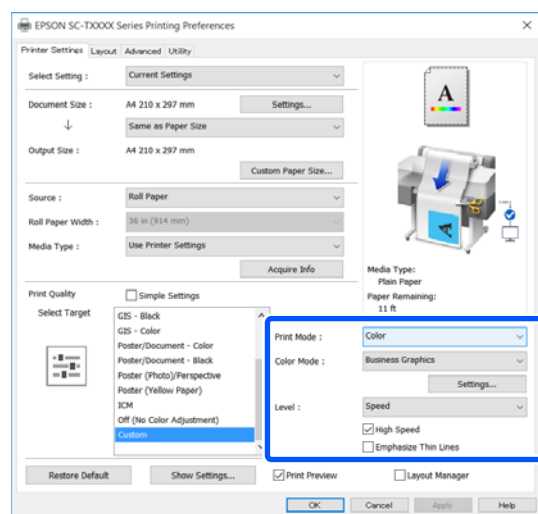 EPSON SC-TXXXX Series Printing Preferences
Printer Settings Layout Advanced Utility
Select Setting : Current Settings
Document Size : A4 210 x 297 mm Settings...
Same as Paper Size
Output Size : A4 210 x 297 mm
Custom Paper Size...
Source : Roll Paper
Roll Paper Width : 36 in (914 mm)
Media Type : Use Printer Settings
Acquire Info
A
A
Media Type:
Plain Paper
Paper Remaining:
11 ft
Print Quality Simple Settings
Select Target
GIS - Black
GIS - Color
Poster/Document - Color
Poster/Document - Black
Poster (Photo)/Perspective
Poster (Yellow Paper)
ICM
Off (No Color Adjustment)
Custom
Print Mode : Color
Color Mode : Business Graphics
Settings...
Level : Speed
High Speed
Emphasize Thin Lines
Restore Default Show Settings... Print Preview Layout Manager
OK Cancel Apply Help